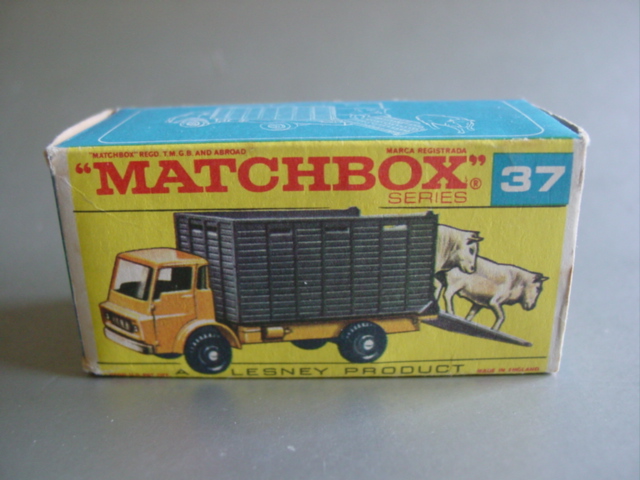 "MATCHBOX" REGD. T.M. G.B. AND ABROAD MARCA REGISTRADA
"MATCHBOX"® 37
SERIES
A LESNEY PRODUCT
MADE IN ENGLAND